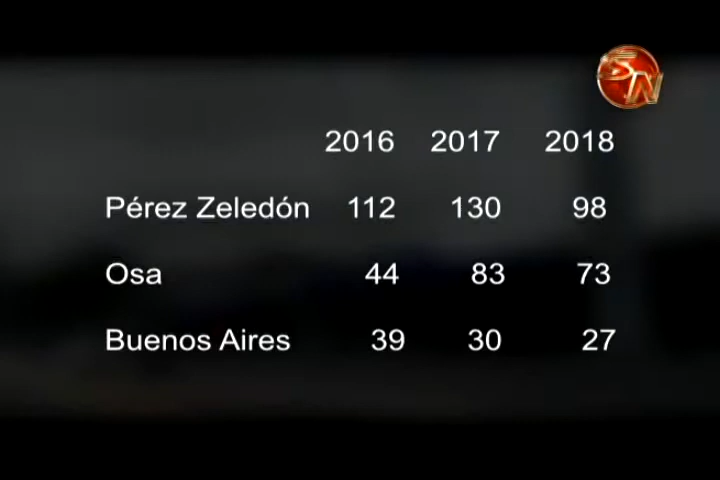 SN
2016 2017 2018
Pérez Zeledón 112 130 98
Osa 44 83 73
Buenos Aires 39 30 27